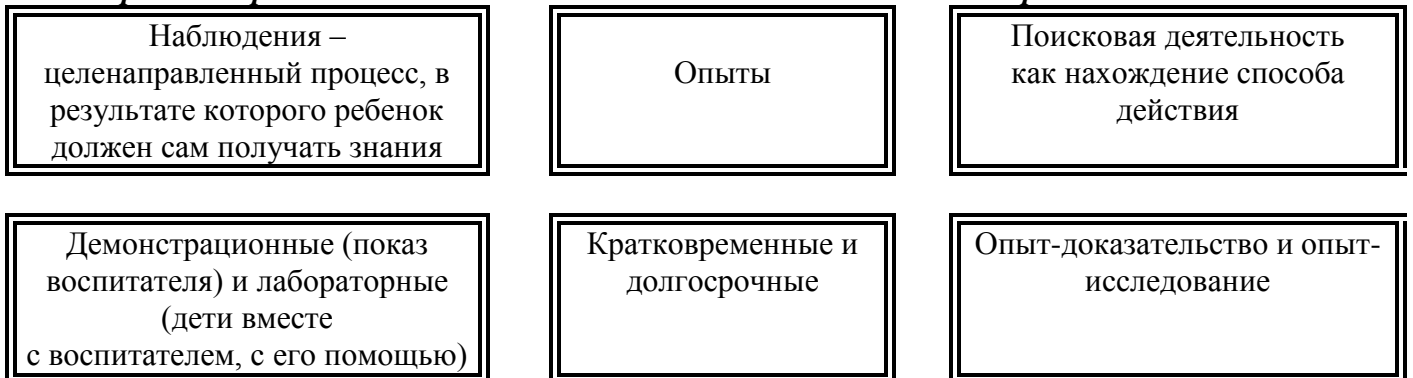 Наблюдения –
целенаправленный процесс, в
результате которого ребенок
должен сам получать знания
Опыты
Поисковая деятельность
как нахождение способа
действия
Демонстрационные (показ
воспитателя) и лабораторные
(дети вместе
с воспитателем, с его помощью)
Кратковременные и
долгосрочные
Опыт-доказательство и опыт-
исследование